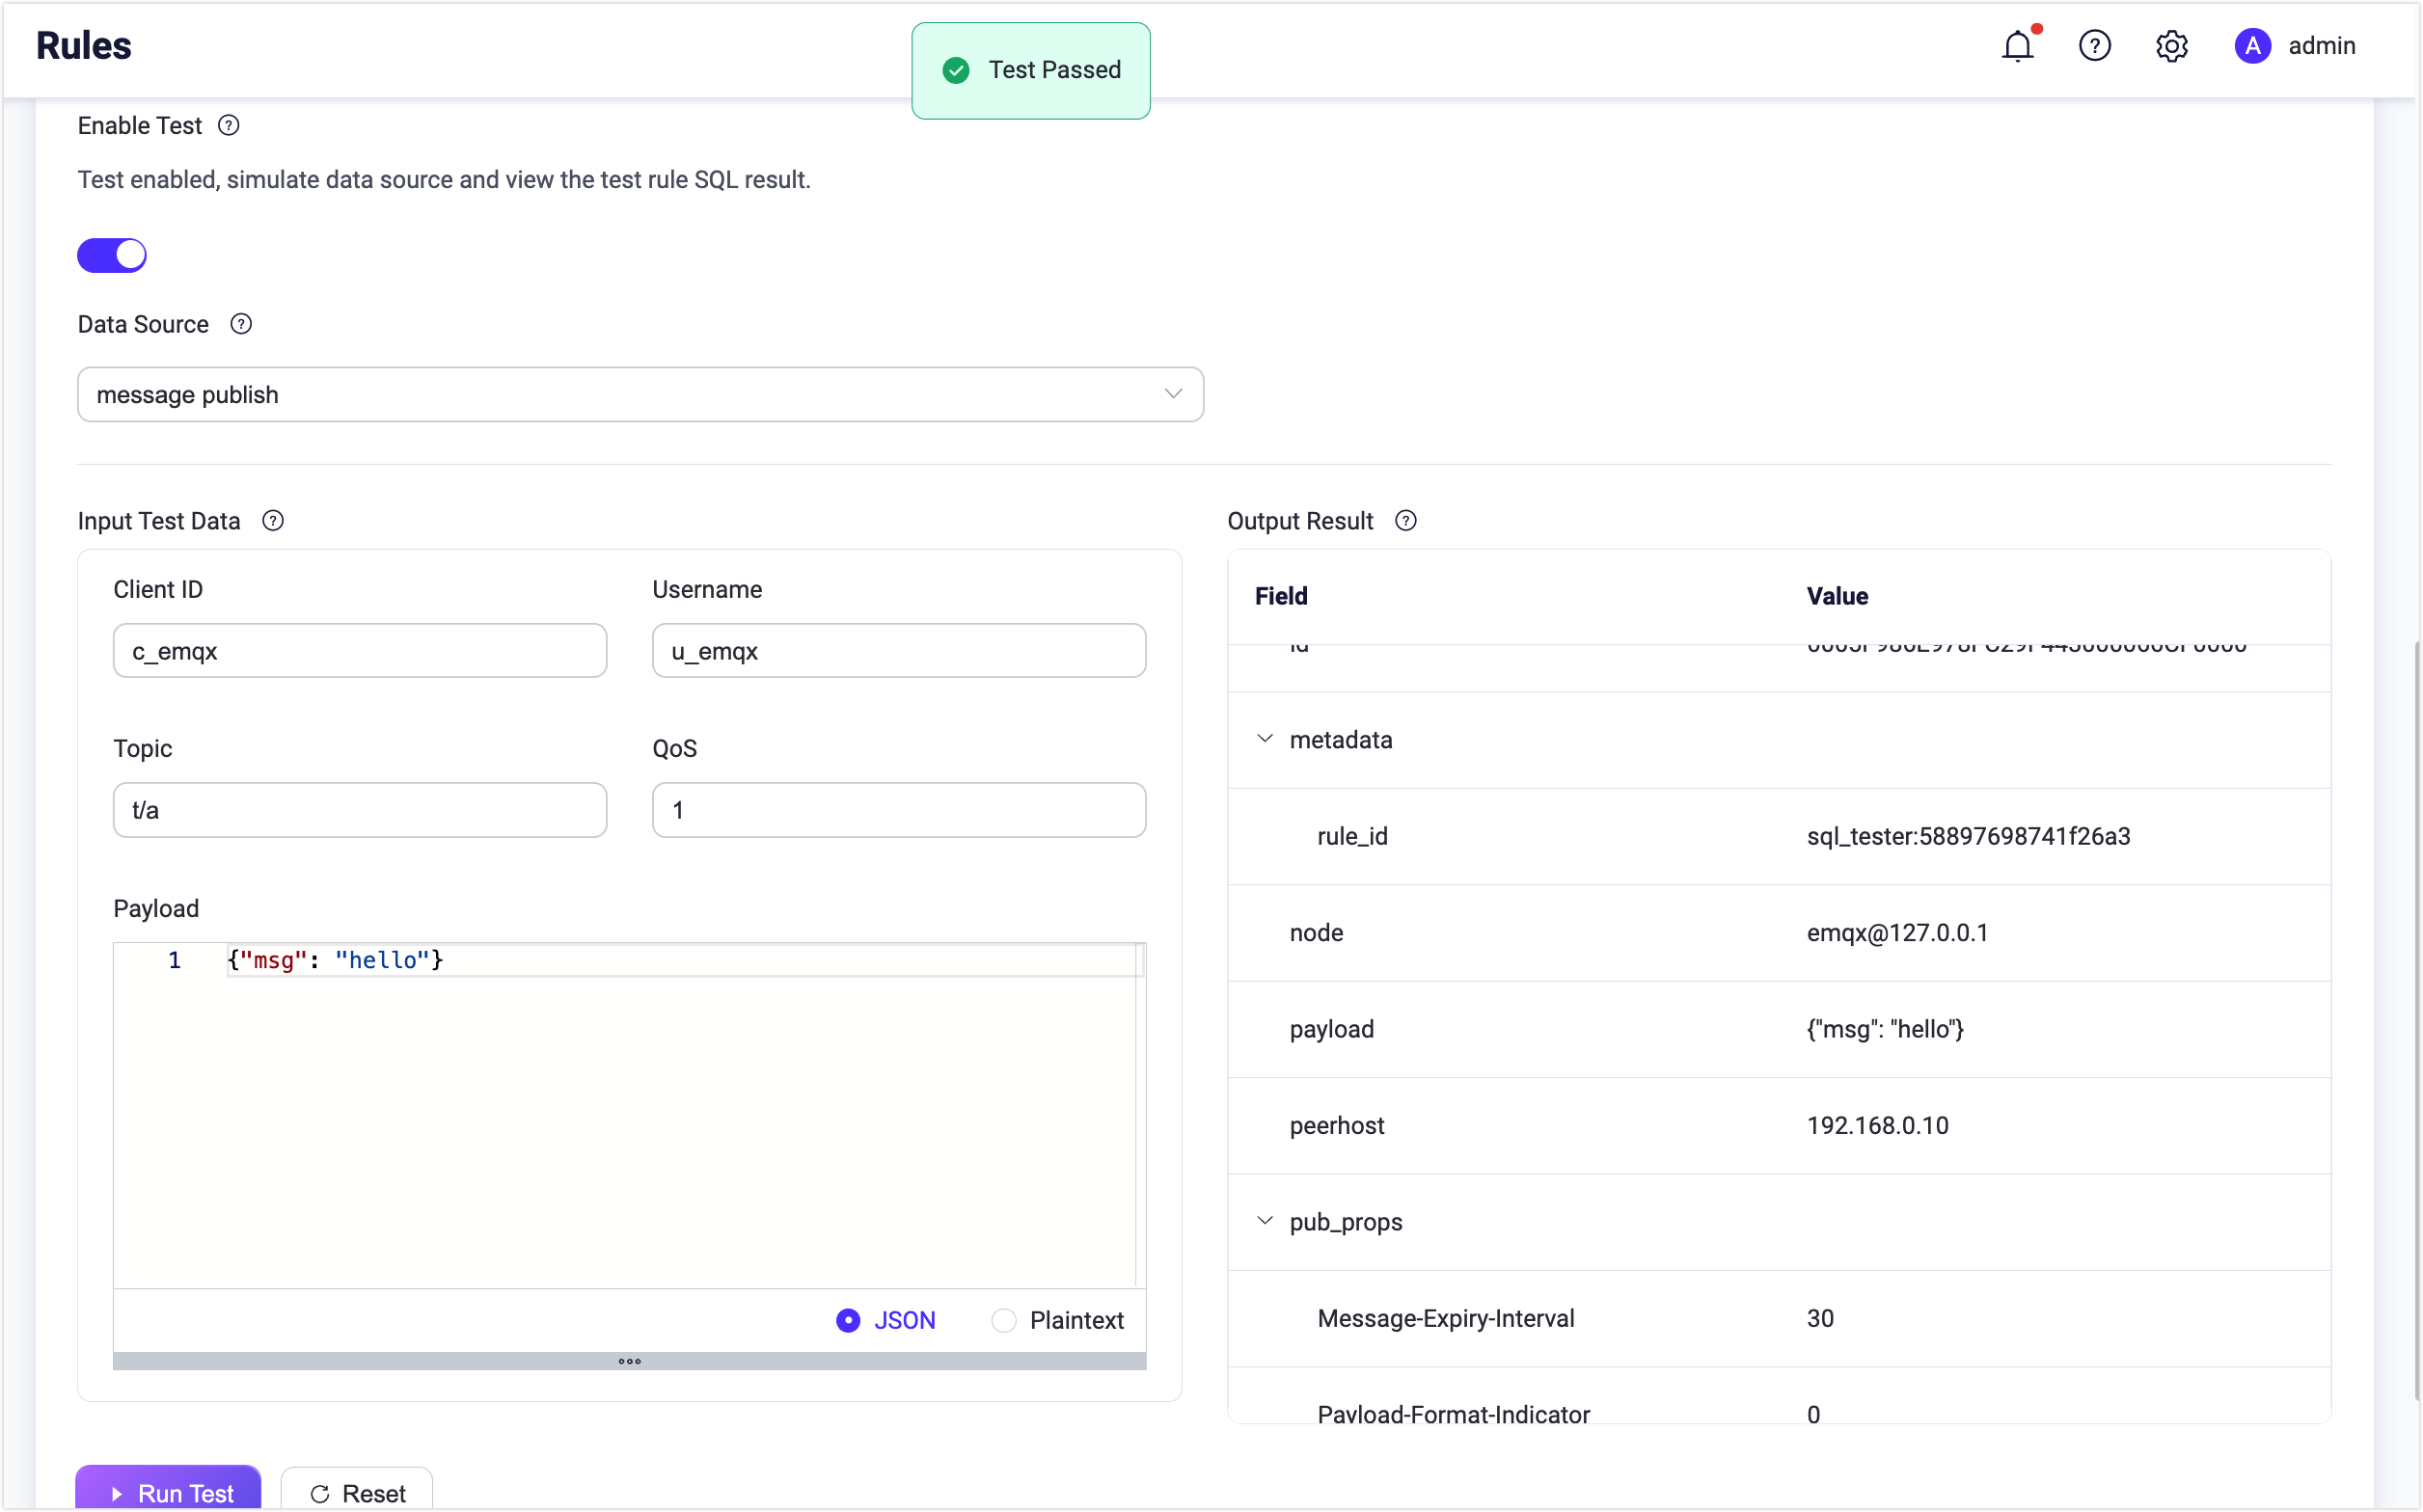 Rules
Test Passed
A admin
Enable Test
Test enabled, simulate data source and view the test rule SQL result.
Data Source
message publish
Input Test Data
Output Result
Client ID
Username
c_emqx
u_emqx
Topic
QoS
t/a
1
Payload
1 {"msg": "hello"}
JSON
Plaintext
Run Test
Reset
Field Value
id
metadata
rule_id sql_tester:58897698741f26a3
node emqx@127.0.0.1
payload {"msg": "hello"}
peerhost 192.168.0.10
pub_props
Message-Expiry-Interval 30
Payload-Format-Indicator 0